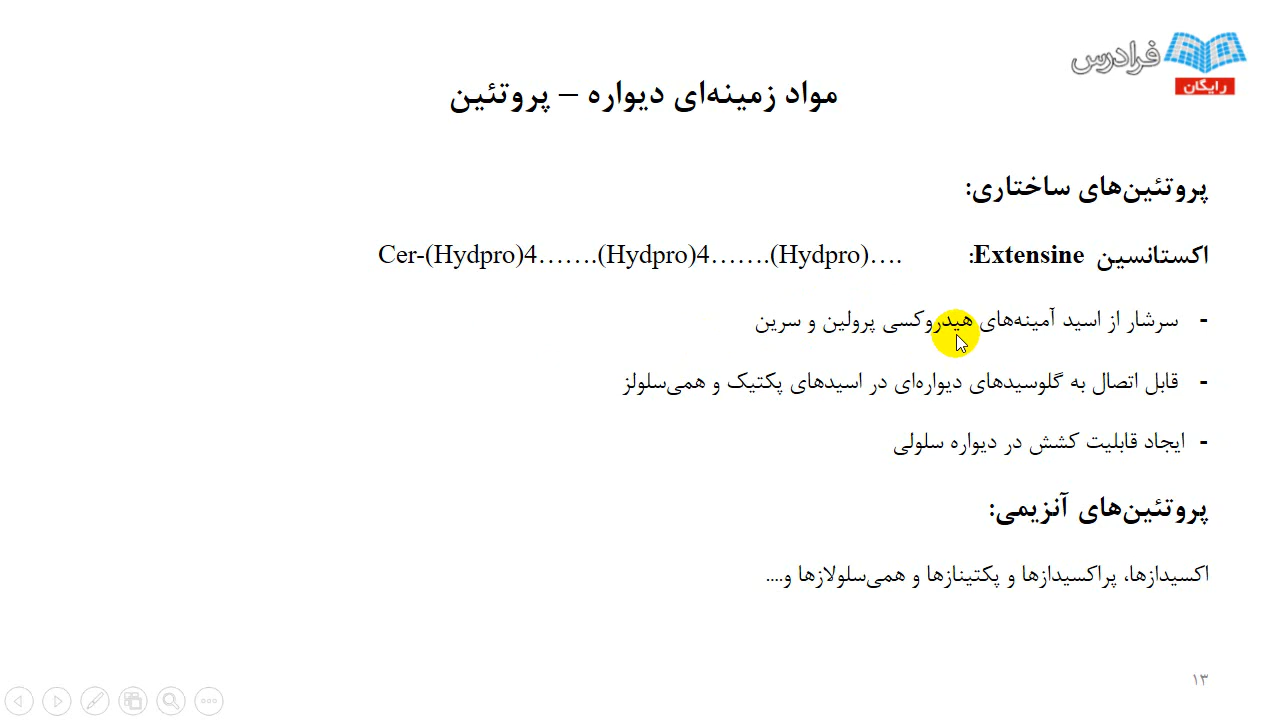 فرادرس
رایگان
مواد زمینه‌ای دیواره – پروتئین
پروتئین‌های ساختاری:
اکستانسین Extensine: Cer-(Hydpro)4…….(Hydpro)4…….(Hydpro)….
- سرشار از اسید آمینه‌های هیدروکسی پرولین و سرین
- قابل اتصال به گلوسیدهای دیواره‌ای در اسیدهای پکتیک و همی‌سلولز
- ایجاد قابلیت کشش در دیواره سلولی
پروتئین‌های آنزیمی:
اکسیدازها، پراکسیدازها و پکتینازها و همی‌سلولازها و....
۱۳